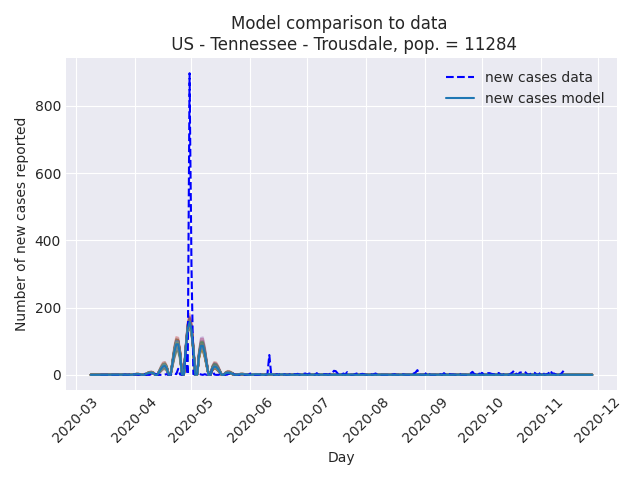 Model comparison to data
US - Tennessee - Trousdale, pop. = 11284
new cases data
new cases model
Number of new cases reported
800
600
400
200
0
2020-03
2020-04
2020-05
2020-06
2020-07
2020-08
2020-09
2020-10
2020-11
2020-12
Day